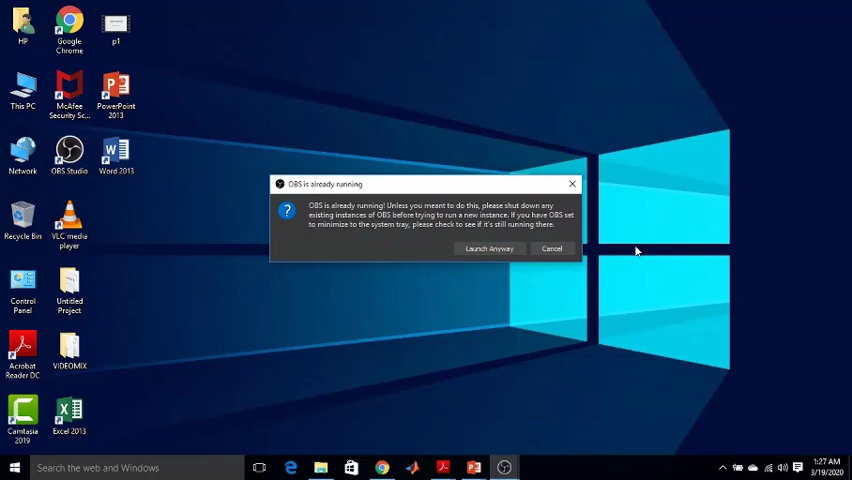 HP
Google
Chrome
p1
This PC
McAfee
Security Sc...
PowerPoint
2013
Network
OBS Studio
Word 2013
Recycle Bin
VLC media
player
Control
Panel
Untitled
Project
Acrobat
Reader DC
VIDEOMIX
Camtasia
2019
Excel 2013
OBS is already running
OBS is already running! Unless you meant to do this, please shut down any
existing instances of OBS before trying to run a new instance. If you have OBS set
to minimize to the system tray, please check to see if it's still running there.
Launch Anyway
Cancel
Search the web and Windows
1:27 AM
3/19/2020